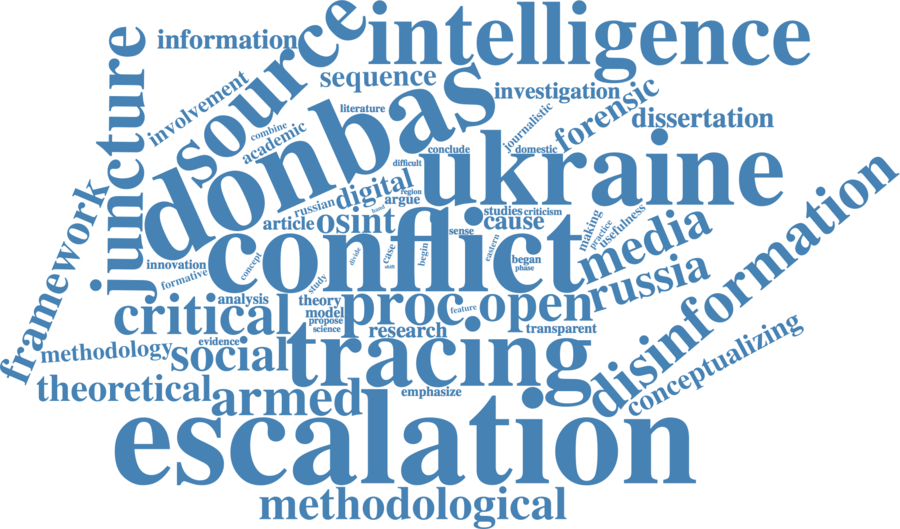 intelligence
source
information
juncture
sequence
donbas
investigation
involvement
literature
journalistic
forensic
dissertation
combine
academic
conclude
domestic
ukraine
difficult
digital
region
argue
russian
bond
framework
article
osint
studies
criticism
cause
sense
making
practice
usefulness
media
disinformation
conflict
case
shift
begin
eastern
divide
began
phase
innovation
formative
concept
study
russia
analysis
theory
proc
feature
open
critical
model
propose
science
research
transparent
evidence
methodology
social
tracing
conceptualizing
theoretical
armed
emphasize
escalation
methodological